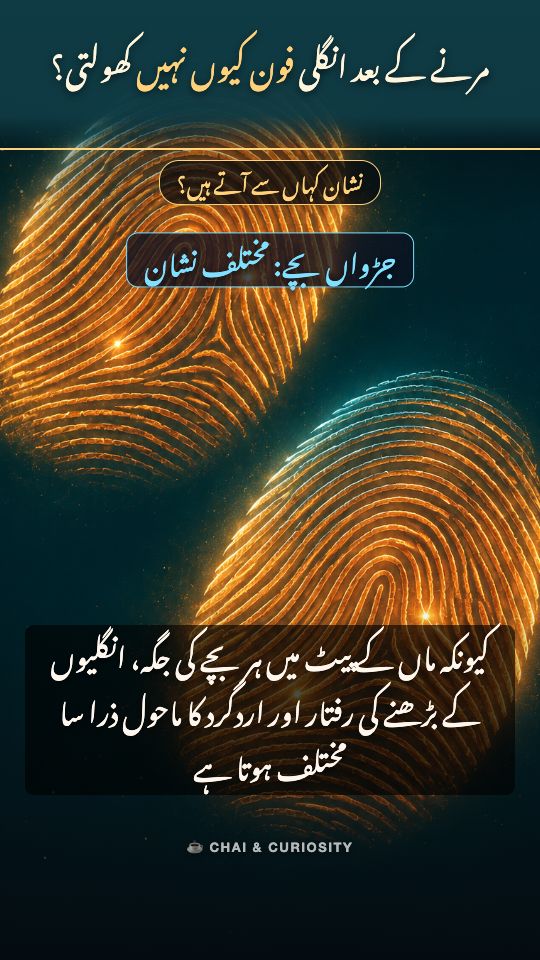 مرنے کے بعد انگلی فون کیوں نہیں کھولتی؟
نشان کہاں سے آتے ہیں؟
جڑواں بچے: مختلف نشان
کیونکہ ماں کے پیٹ میں ہر بچے کی جگہ، انگلیوں
کے بڑھنے کی رفتار اور اردگرد کا ماحول ذرا سا
مختلف ہوتا ہے
☕ CHAI & CURIOSITY